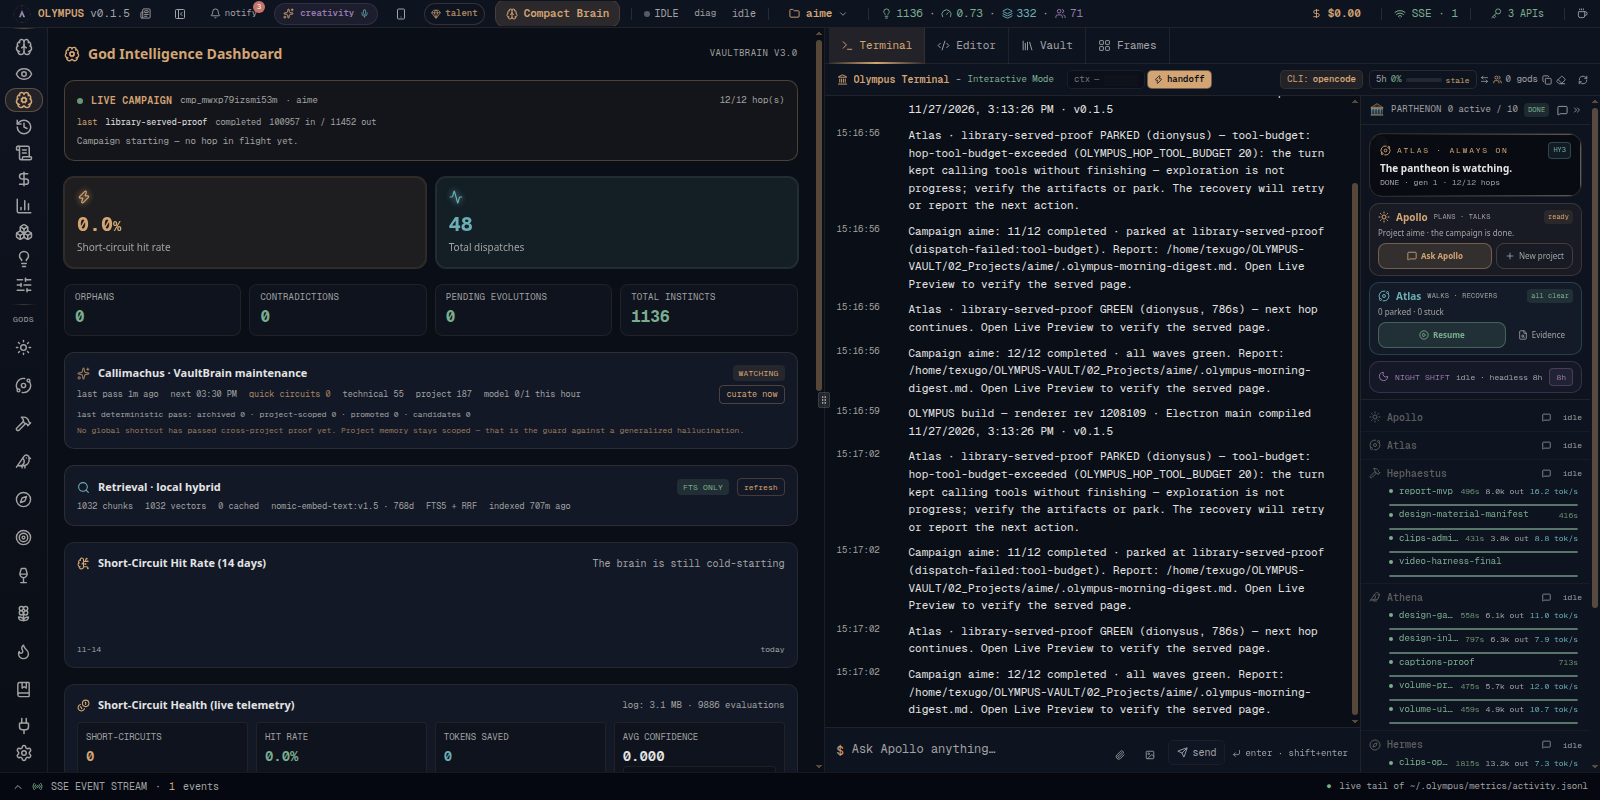 OLYMPUS v0.1.5
notify 3
creativity
talent
Compact Brain
IDLE diag idle
aime
1136 · 0.73 · 332 · 71
$0.00
SSE · 1
3 APIs
God Intelligence Dashboard
VAULTBRAIN V3.0
LIVE CAMPAIGN cmp_mwxp79izsmi53m · aime
12/12 hop(s)
last library-served-proof completed 100957 in / 11452 out
Campaign starting — no hop in flight yet.
0.0%
Short-circuit hit rate
48
Total dispatches
ORPHANS
0
CONTRADICTIONS
0
PENDING EVOLUTIONS
0
TOTAL INSTINCTS
1136
Callimachus · VaultBrain maintenance
WATCHING
last pass 1m ago next 03:30 PM quick circuits 0 technical 55 project 187 model 0/1 this hour
curate now
last deterministic pass: archived 0 · project-scoped 0 · promoted 0 · candidates 0
No global shortcut has passed cross-project proof yet. Project memory stays scoped — that is the guard against a generalized hallucination.
Retrieval · local hybrid
FTS ONLY
refresh
1032 chunks 1032 vectors 0 cached nomic-embed-text:v1.5 · 768d FTS5 + RRF indexed 707m ago
Short-Circuit Hit Rate (14 days)
The brain is still cold-starting
11-14
today
Short-Circuit Health (live telemetry)
log: 3.1 MB · 9886 evaluations
SHORT-CIRCUITS
0
HIT RATE
0.0%
TOKENS SAVED
0
AVG CONFIDENCE
0.000
GODS
Terminal
Editor
Vault
Frames
Olympus Terminal – Interactive Mode
ctx —
handoff
CLI: opencode
5h 0% stale
0 gods
11/27/2026, 3:13:26 PM · v0.1.5
15:16:56 Atlas · library-served-proof PARKED (dionysus) — tool-budget:
hop-tool-budget-exceeded (OLYMPUS_HOP_TOOL_BUDGET 20): the turn
kept calling tools without finishing — exploration is not
progress; verify the artifacts or park. The recovery will retry
or report the next action.
15:16:56 Campaign aime: 11/12 completed · parked at library-served-proof
(dispatch-failed:tool-budget). Report: /home/texugo/OLYMPUS-
VAULT/02_Projects/aime/.olympus-morning-digest.md. Open Live
Preview to verify the served page.
15:16:56 Atlas · library-served-proof GREEN (dionysus, 786s) — next hop
continues. Open Live Preview to verify the served page.
15:16:56 Campaign aime: 12/12 completed · all waves green. Report:
/home/texugo/OLYMPUS-VAULT/02_Projects/aime/.olympus-morning-
digest.md. Open Live Preview to verify the served page.
15:16:59 OLYMPUS build — renderer rev 1208109 · Electron main compiled
11/27/2026, 3:13:26 PM · v0.1.5
15:17:02 Atlas · library-served-proof PARKED (dionysus) — tool-budget:
hop-tool-budget-exceeded (OLYMPUS_HOP_TOOL_BUDGET 20): the turn
kept calling tools without finishing — exploration is not
progress; verify the artifacts or park. The recovery will retry
or report the next action.
15:17:02 Campaign aime: 11/12 completed · parked at library-served-proof
(dispatch-failed:tool-budget). Report: /home/texugo/OLYMPUS-
VAULT/02_Projects/aime/.olympus-morning-digest.md. Open Live
Preview to verify the served page.
15:17:02 Atlas · library-served-proof GREEN (dionysus, 786s) — next hop
continues. Open Live Preview to verify the served page.
15:17:02 Campaign aime: 12/12 completed · all waves green. Report:
/home/texugo/OLYMPUS-VAULT/02_Projects/aime/.olympus-morning-
digest.md. Open Live Preview to verify the served page.
$ Ask Apollo anything…
send
enter · shift+enter
PARTHENON 0 active / 10 DONE
ATLAS · ALWAYS ON
HY3
The pantheon is watching.
DONE · gen 1 · 12/12 hops
Apollo PLANS · TALKS
ready
Project aime · the campaign is done.
Ask Apollo
New project
Atlas WALKS · RECOVERS
all clear
0 parked · 0 stuck
Resume
Evidence
NIGHT SHIFT idle · headless 8h 8h
Apollo idle
Atlas idle
Hephaestus idle
report-mvp 496s 8.0k out 16.2 tok/s
design-material-manifest 416s
clips-admi… 431s 3.8k out 8.8 tok/s
video-harness-final
Athena idle
design-ga… 558s 6.1k out 11.0 tok/s
design-inl… 797s 6.3k out 7.9 tok/s
captions-proof 713s
volume-pr… 475s 5.7k out 12.0 tok/s
volume-ui… 459s 4.9k out 10.7 tok/s
Hermes idle
clips-op… 1815s 13.2k out 7.3 tok/s
SSE EVENT STREAM · 1 events
live tail of ~/.olympus/metrics/activity.jsonl